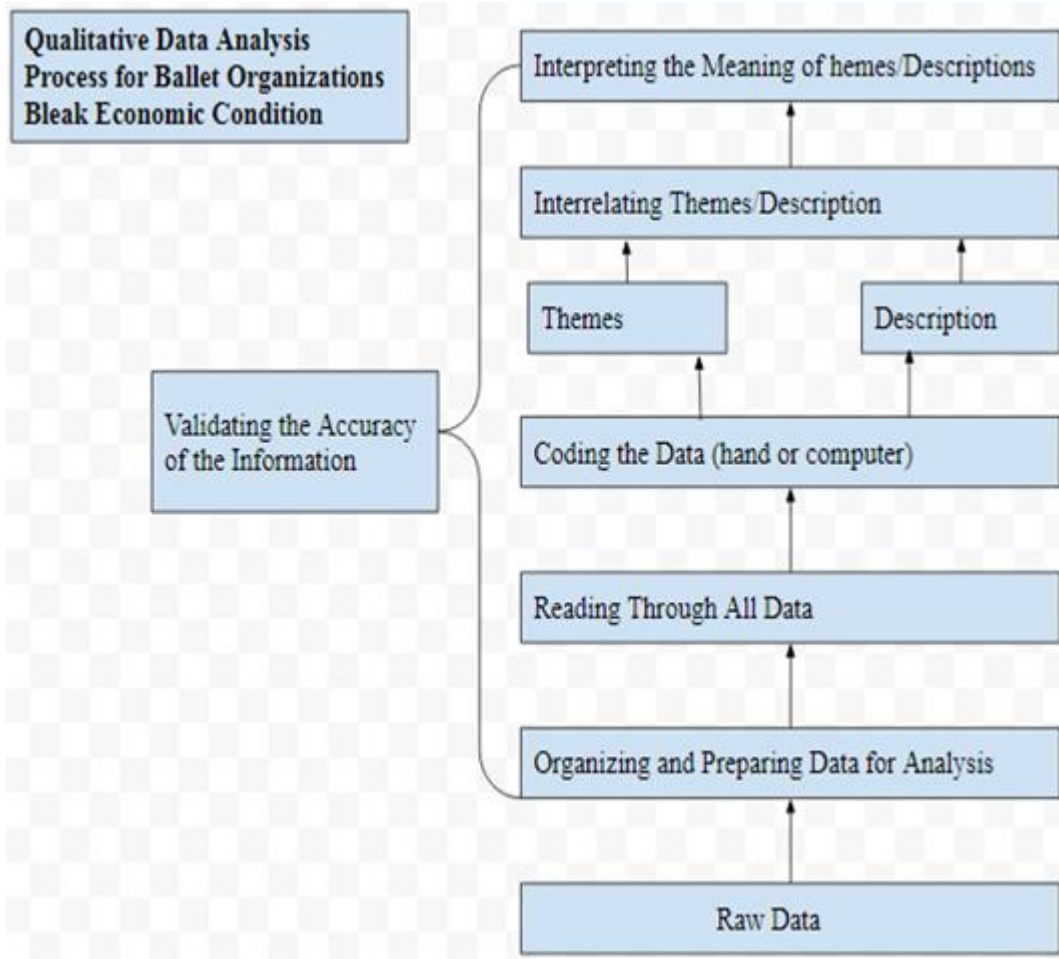 Qualitative Data Analysis
Process for Ballet Organizations
Bleak Economic Condition
Interpreting the Meaning of hemes/Descriptions
Interrelating Themes/Description
Themes
Description
Validating the Accuracy
of the Information
Coding the Data (hand or computer)
Reading Through All Data
Organizing and Preparing Data for Analysis
Raw Data